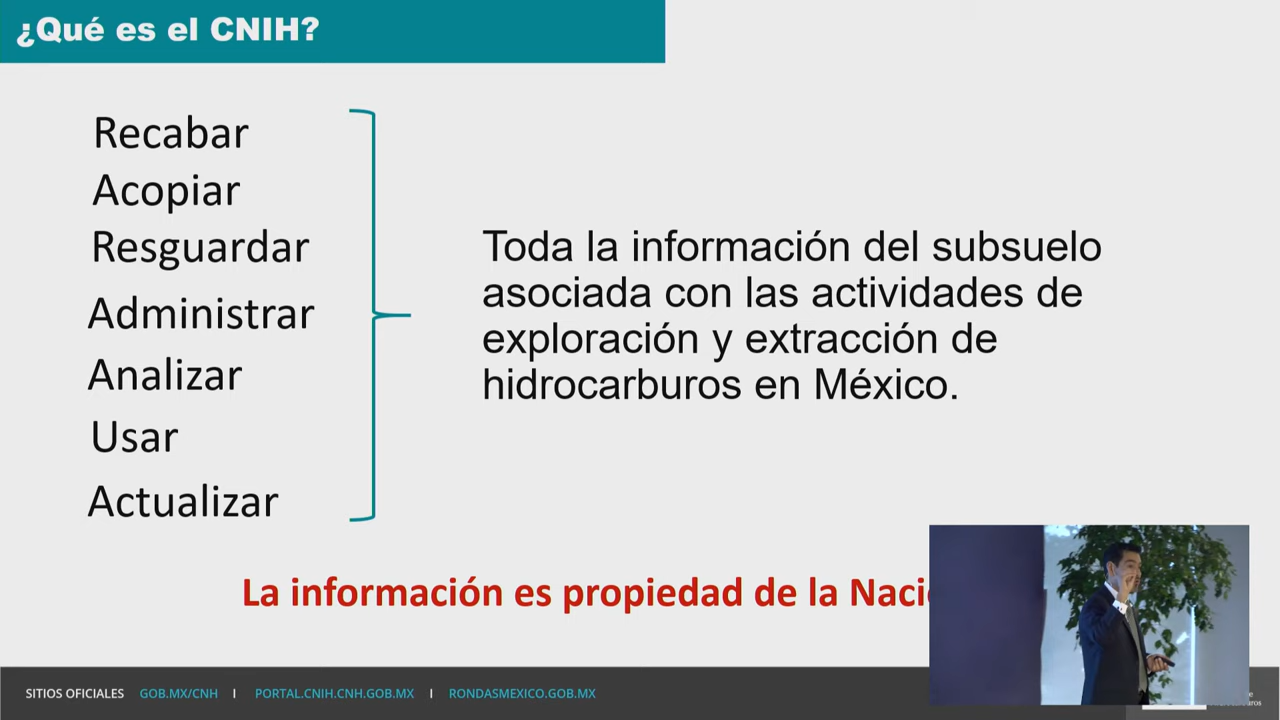 ¿Qué es el CNIH?
Recabar
Acopiar
Resguardar
Administrar
Analizar
Usar
Actualizar
Toda la información del subsuelo
asociada con las actividades de
exploración y extracción de
hidrocarburos en México.
La información es propiedad de la
SITIOS OFICIALES GOB.MX/CNH I PORTAL.CNIH.CNH.GOB.MX I RONDASMEXICO.GOB.MX